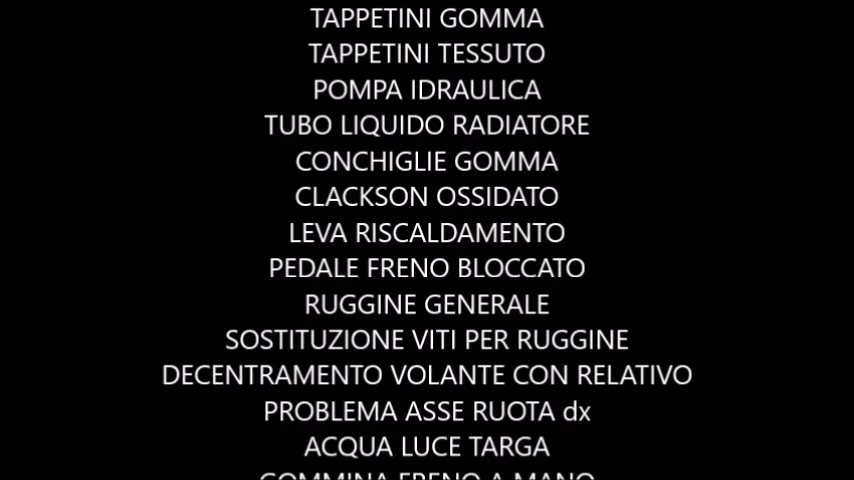 TAPPETINI GOMMA
TAPPETINI TESSUTO
POMPA IDRAULICA
TUBO LIQUIDO RADIATORE
CONCHIGLIE GOMMA
CLACKSON OSSIDATO
LEVA RISCALDAMENTO
PEDALE FRENO BLOCCATO
RUGGINE GENERALE
SOSTITUZIONE VITI PER RUGGINE
DECENTRAMENTO VOLANTE CON RELATIVO
PROBLEMA ASSE RUOTA dx
ACQUA LUCE TARGA
GOMMINA FRENO A MANO